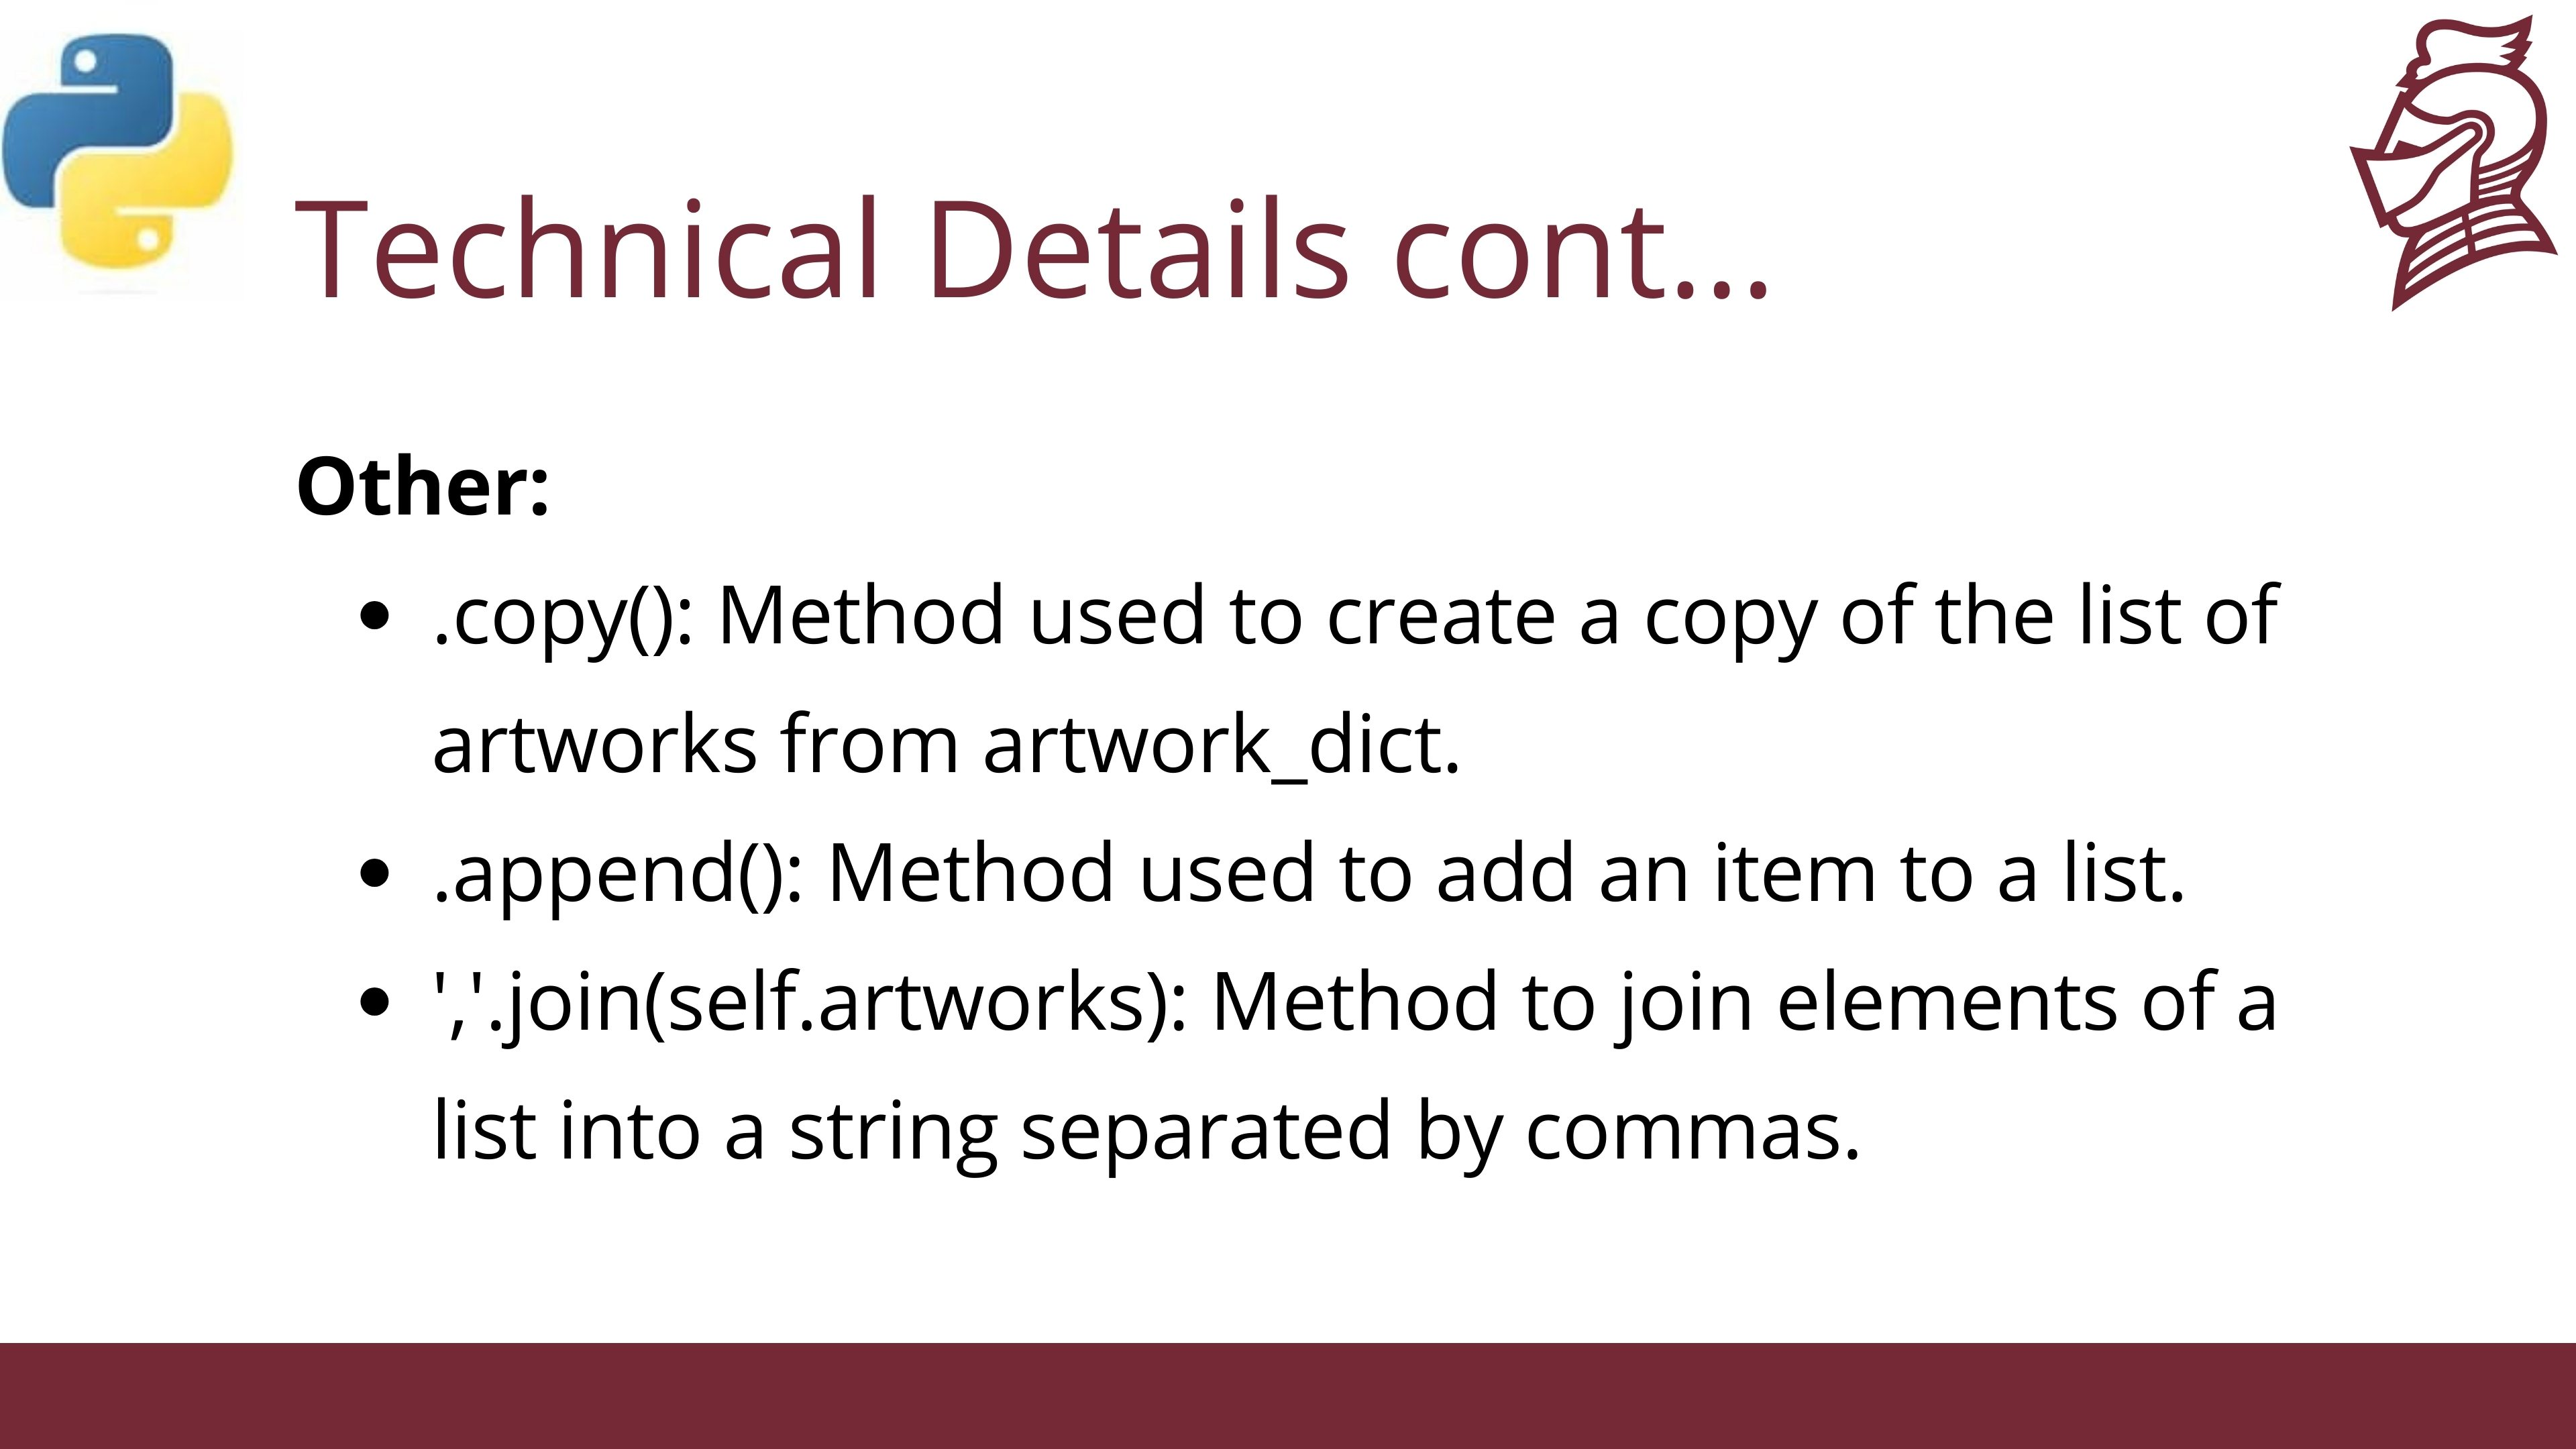 Technical Details cont...
Other:
• .copy(): Method used to create a copy of the list of
artworks from artwork_dict.
• .append(): Method used to add an item to a list.
• ','.join(self.artworks): Method to join elements of a
list into a string separated by commas.